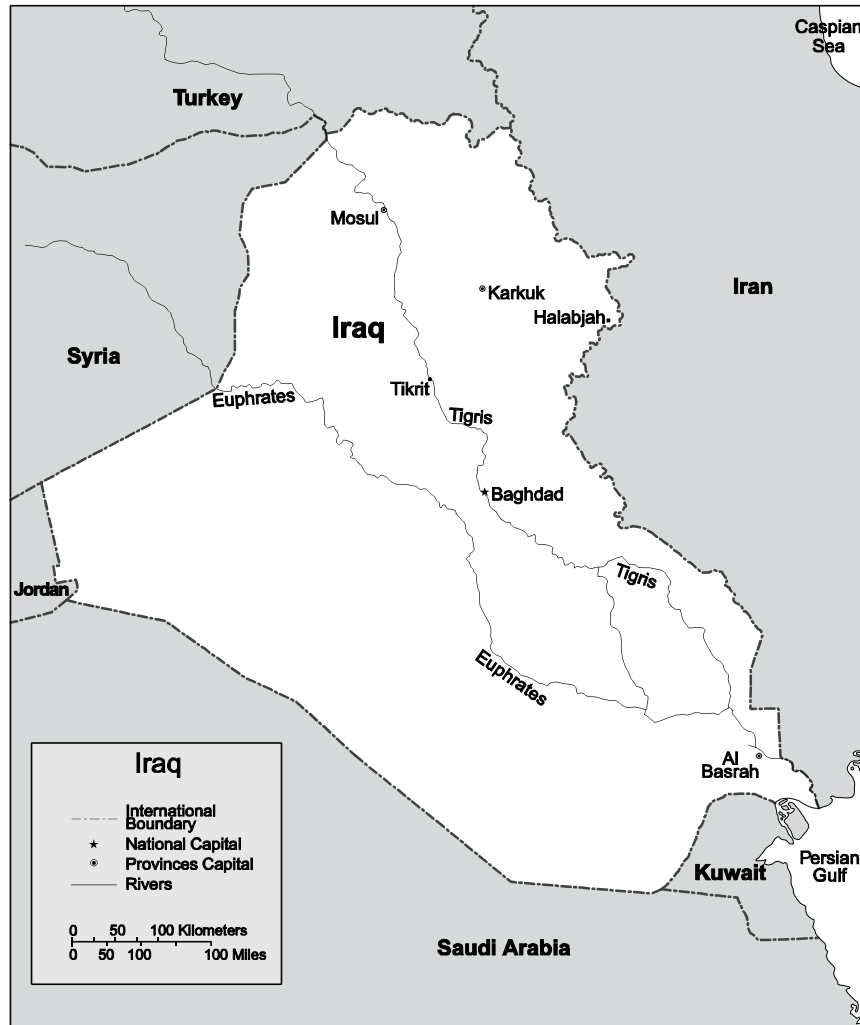 Caspian
Sea
Turkey
Mosul
Karkuk
Iran
Halabjah
Iraq
Syria
Tikrit
Euphrates
Tigris
Baghdad
Tigris
Jordan
Euphrates
Al
Basrah
Persian
Gulf
Kuwait
Saudi Arabia
Iraq
International
Boundary
National Capital
Provinces Capital
Rivers
0 50 100 Kilometers
0 50 100 100 Miles